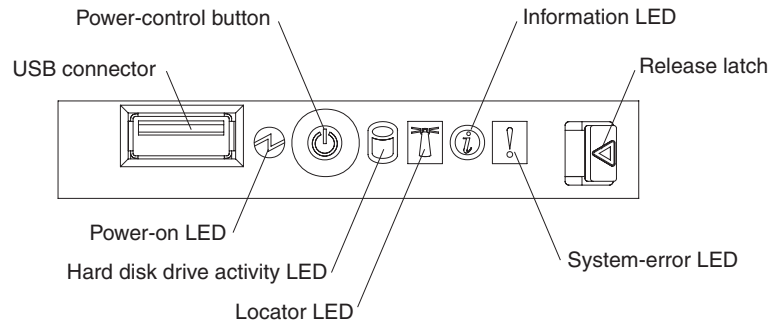 Power-control button
Information LED
USB connector
Release latch
Power-on LED
System-error LED
Hard disk drive activity LED
Locator LED